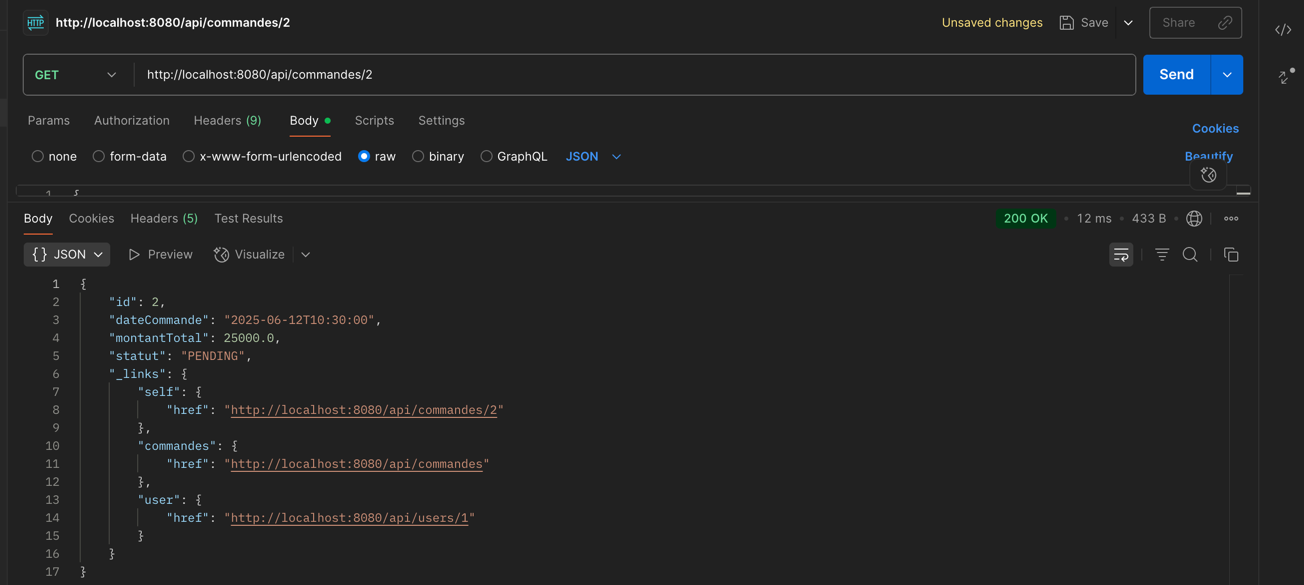 HTTP http://localhost:8080/api/commandes/2 Unsaved changes Save Share
GET http://localhost:8080/api/commandes/2 Send
Params Authorization Headers (9) Body Scripts Settings Cookies
none form-data x-www-form-urlencoded raw binary GraphQL JSON Beautify
1 {
Body Cookies Headers (5) Test Results 200 OK • 12 ms • 433 B
{} JSON Preview Visualize
1 {
2 "id": 2,
3 "dateCommande": "2025-06-12T10:30:00",
4 "montantTotal": 25000.0,
5 "statut": "PENDING",
6 "_links": {
7 "self": {
8 "href": "http://localhost:8080/api/commandes/2"
9 },
10 "commandes": {
11 "href": "http://localhost:8080/api/commandes"
12 },
13 "user": {
14 "href": "http://localhost:8080/api/users/1"
15 }
16 }
17 }